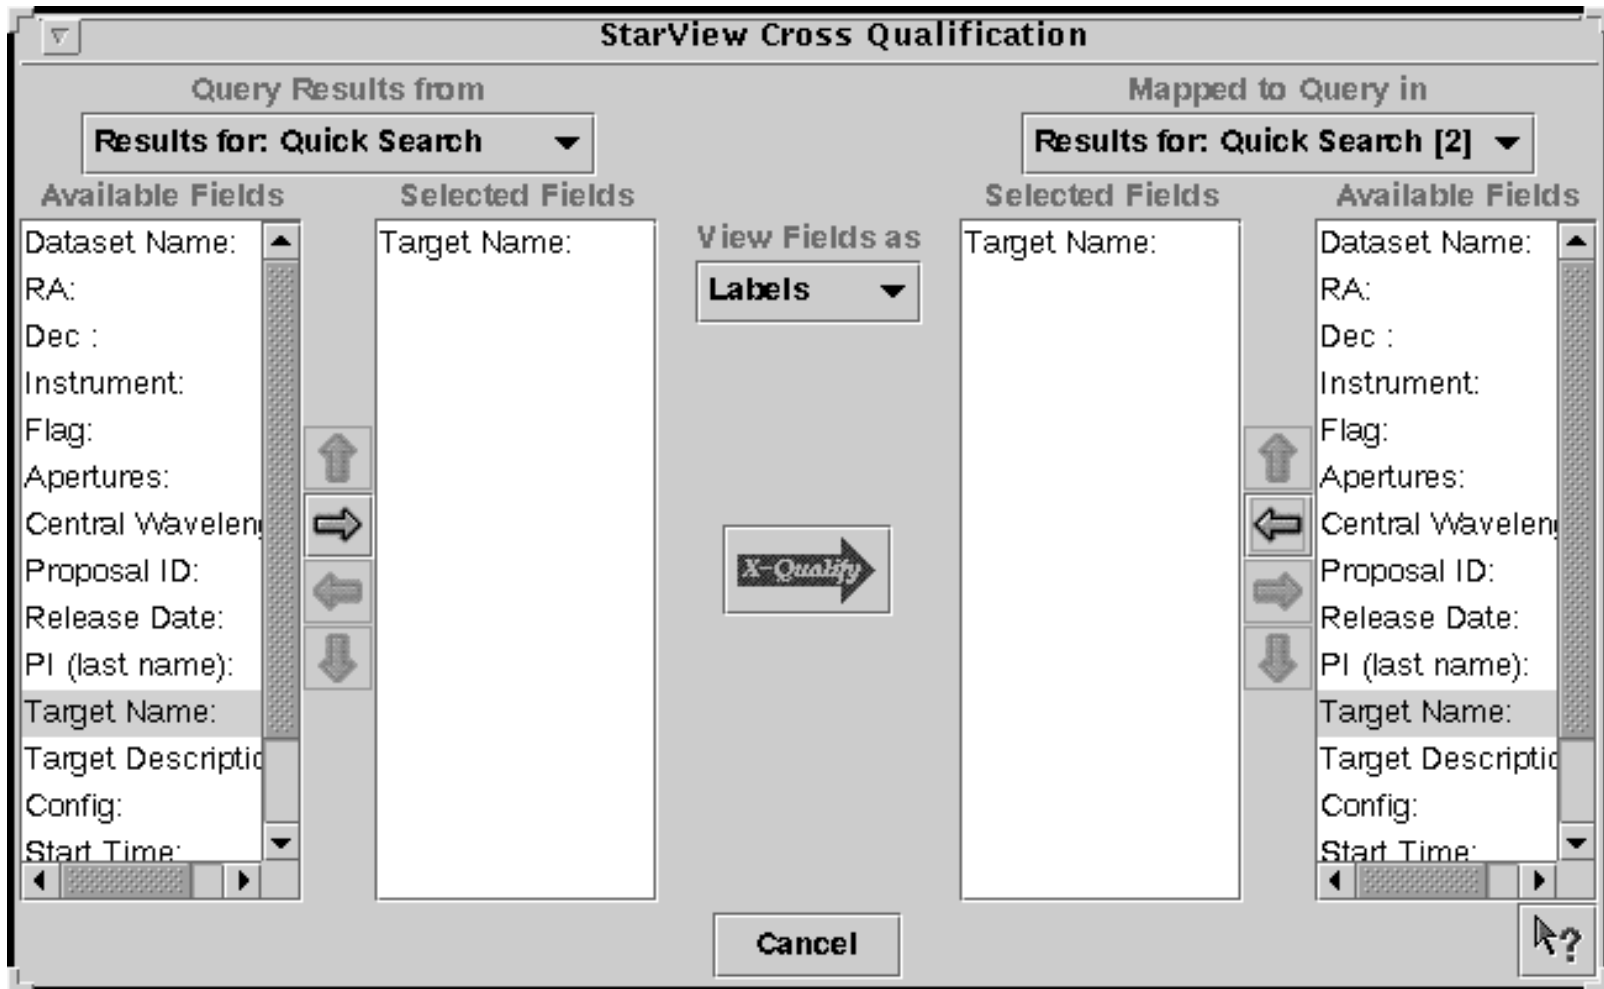 StarView Cross Qualification
Query Results from
Mapped to Query in
Results for: Quick Search
Results for: Quick Search [2]
Available Fields
Selected Fields
Selected Fields
Available Fields
Dataset Name:
RA:
Dec :
Instrument:
Flag:
Apertures:
Central Waveleng
Proposal ID:
Release Date:
PI (last name):
Target Name:
Target Descriptic
Config:
Start Time:
Target Name:
View Fields as
Labels
X-Qualify
Target Name:
Dataset Name:
RA:
Dec :
Instrument:
Flag:
Apertures:
Central Waveleng
Proposal ID:
Release Date:
PI (last name):
Target Name:
Target Descriptic
Config:
Start Time:
Cancel
?